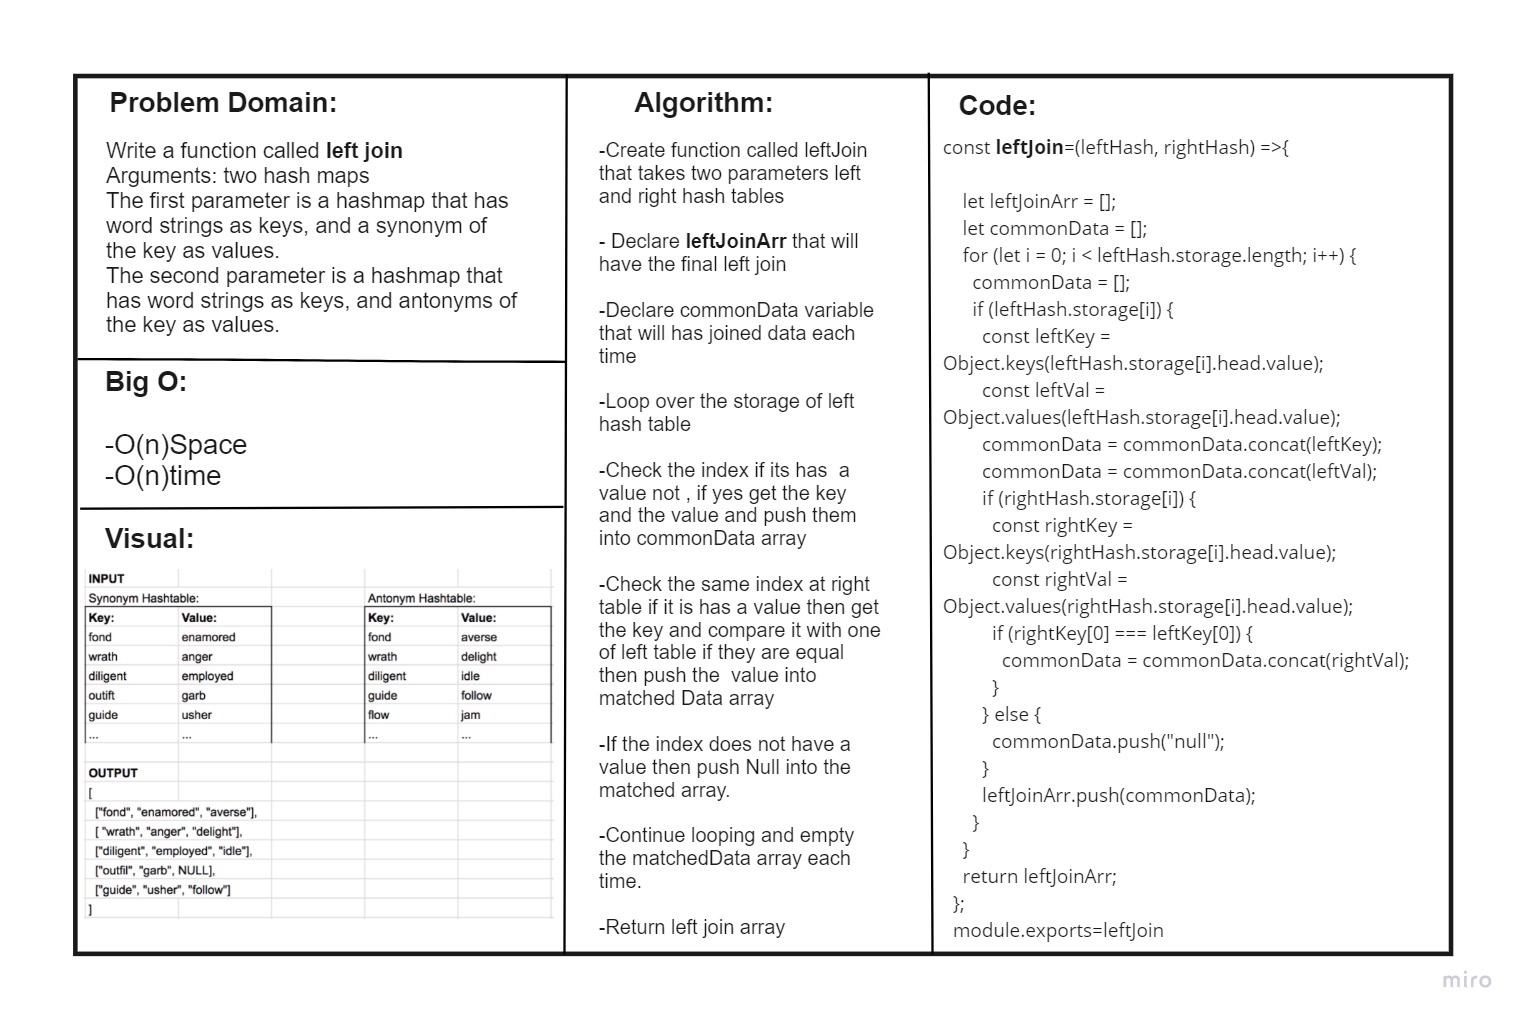 Problem Domain:
Write a function called left join
Arguments: two hash maps
The first parameter is a hashmap that has
word strings as keys, and a synonym of
the key as values.
The second parameter is a hashmap that
has word strings as keys, and antonyms of
the key as values.
Big O:
-O(n)Space
-O(n)time
Visual:
INPUT
Synonym Hashtable: Antonym Hashtable:
Key: Value: Key: Value:
fond enamored fond averse
wrath anger wrath delight
diligent employed diligent idle
outift garb guide follow
guide usher flow jam
... ... ... ...
OUTPUT
[
["fond", "enamored", "averse"],
[ "wrath", "anger", "delight"],
["diligent", "employed", "idle"],
["outfil", "garb", NULL],
["guide", "usher", "follow"]
]
Algorithm:
-Create function called leftJoin
that takes two parameters left
and right hash tables
- Declare leftJoinArr that will
have the final left join
-Declare commonData variable
that will has joined data each
time
-Loop over the storage of left
hash table
-Check the index if its has  a
value not , if yes get the key
and the value and push them
into commonData array
-Check the same index at right
table if it is has a value then get
the key and compare it with one
of left table if they are equal
then push the  value into
matched Data array
-If the index does not have a
value then push Null into the
matched array.
-Continue looping and empty
the matchedData array each
time.
-Return left join array
Code:
const leftJoin=(leftHash, rightHash) =>{
let leftJoinArr = [];
let commonData = [];
for (let i = 0; i < leftHash.storage.length; i++) {
commonData = [];
if (leftHash.storage[i]) {
const leftKey =
Object.keys(leftHash.storage[i].head.value);
const leftVal =
Object.values(leftHash.storage[i].head.value);
commonData = commonData.concat(leftKey);
commonData = commonData.concat(leftVal);
if (rightHash.storage[i]) {
const rightKey =
Object.keys(rightHash.storage[i].head.value);
const rightVal =
Object.values(rightHash.storage[i].head.value);
if (rightKey[0] === leftKey[0]) {
commonData = commonData.concat(rightVal);
}
} else {
commonData.push("null");
}
leftJoinArr.push(commonData);
}
}
return leftJoinArr;
};
module.exports=leftJoin
miro